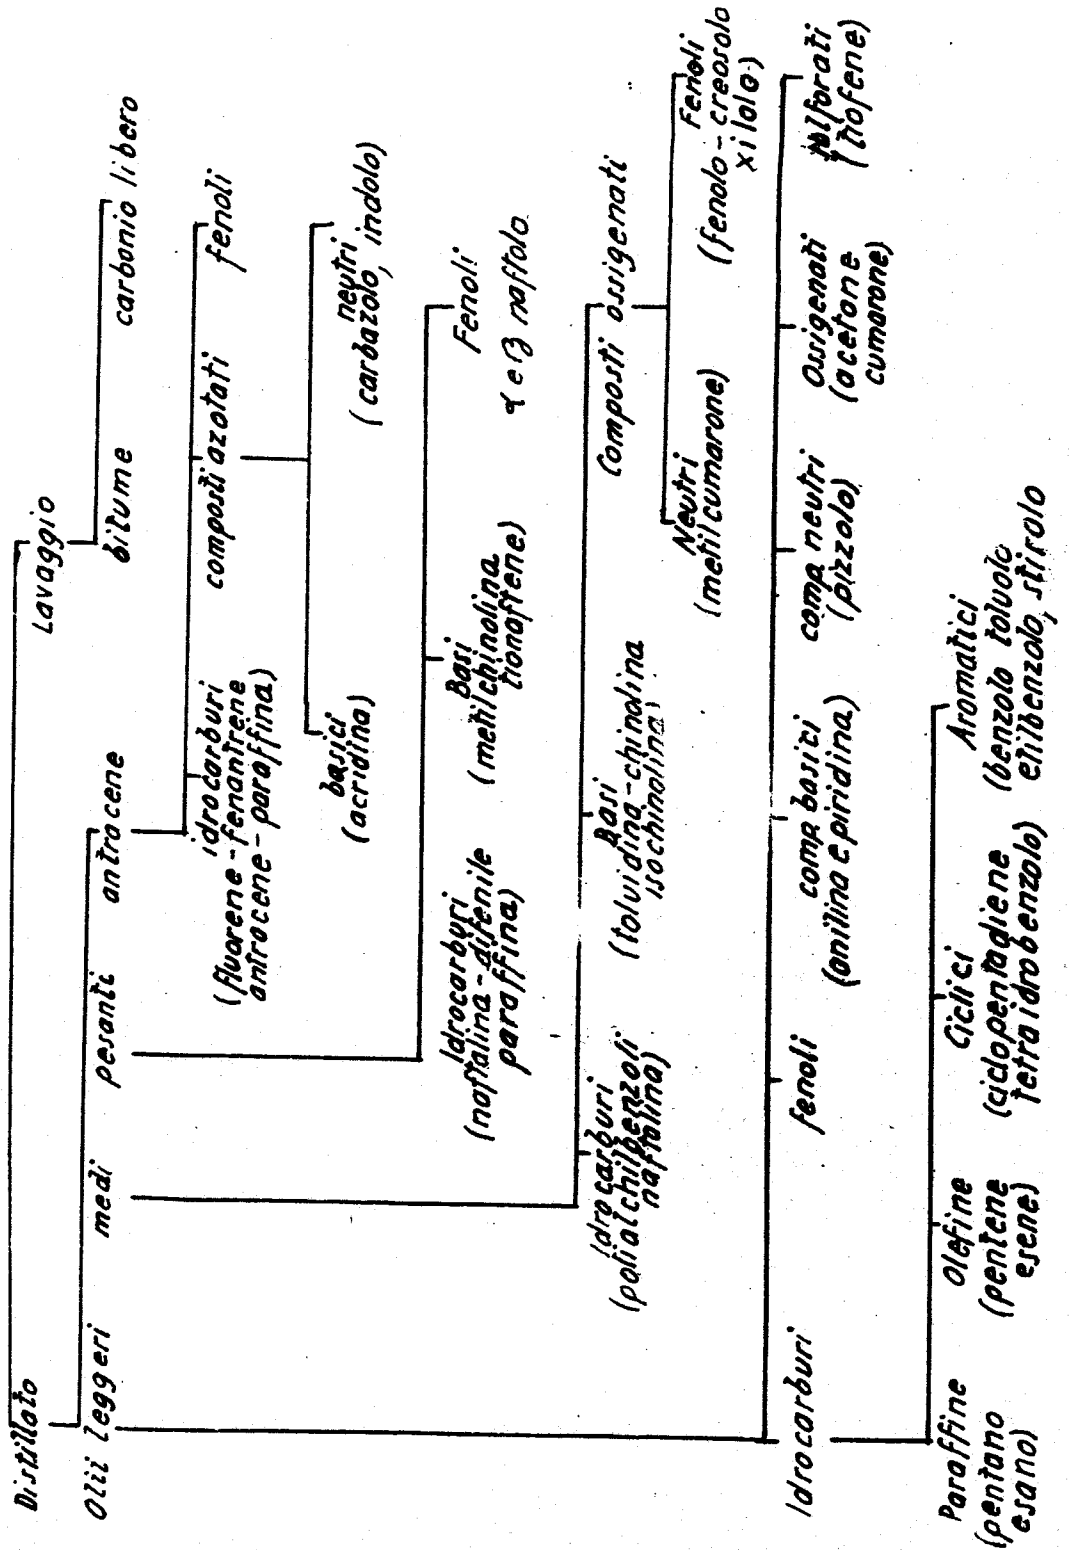 Distillato
Lavaggio
Olii leggeri
medi
pesanti
antracene
bitume
carbonio libero
idrocarburi
(fluorene-fenantrene
antracene-paraffina)
composti azotati
fenoli
basici
(acridina)
neutri
(carbazolo, indolo)
Idrocarburi
(naftalina-difenile
paraffina)
Basi
(metilchinolina
tionaftene)
Fenoli
α e β naftolo
Idrocarburi
(polialchilbenzoli
naftalina)
Basi
(toluidina-chinolina
isochinolina)
Composti ossigenati
Neutri
(metilcumarone)
Fenoli
(fenolo-creosolo
xilolo)
Idrocarburi
fenoli
comp. basici
(anilina e piridina)
comp. neutri
(pizzolo)
Ossigenati
(acetone
cumarone)
solforati
(tiofene)
Paraffine
(pentano
esano)
Olefine
(pentene
esene)
Ciclici
(ciclopentadiene
tetraidrobenzolo)
Aromatici
(benzolo toluolo
etilbenzolo, stirolo